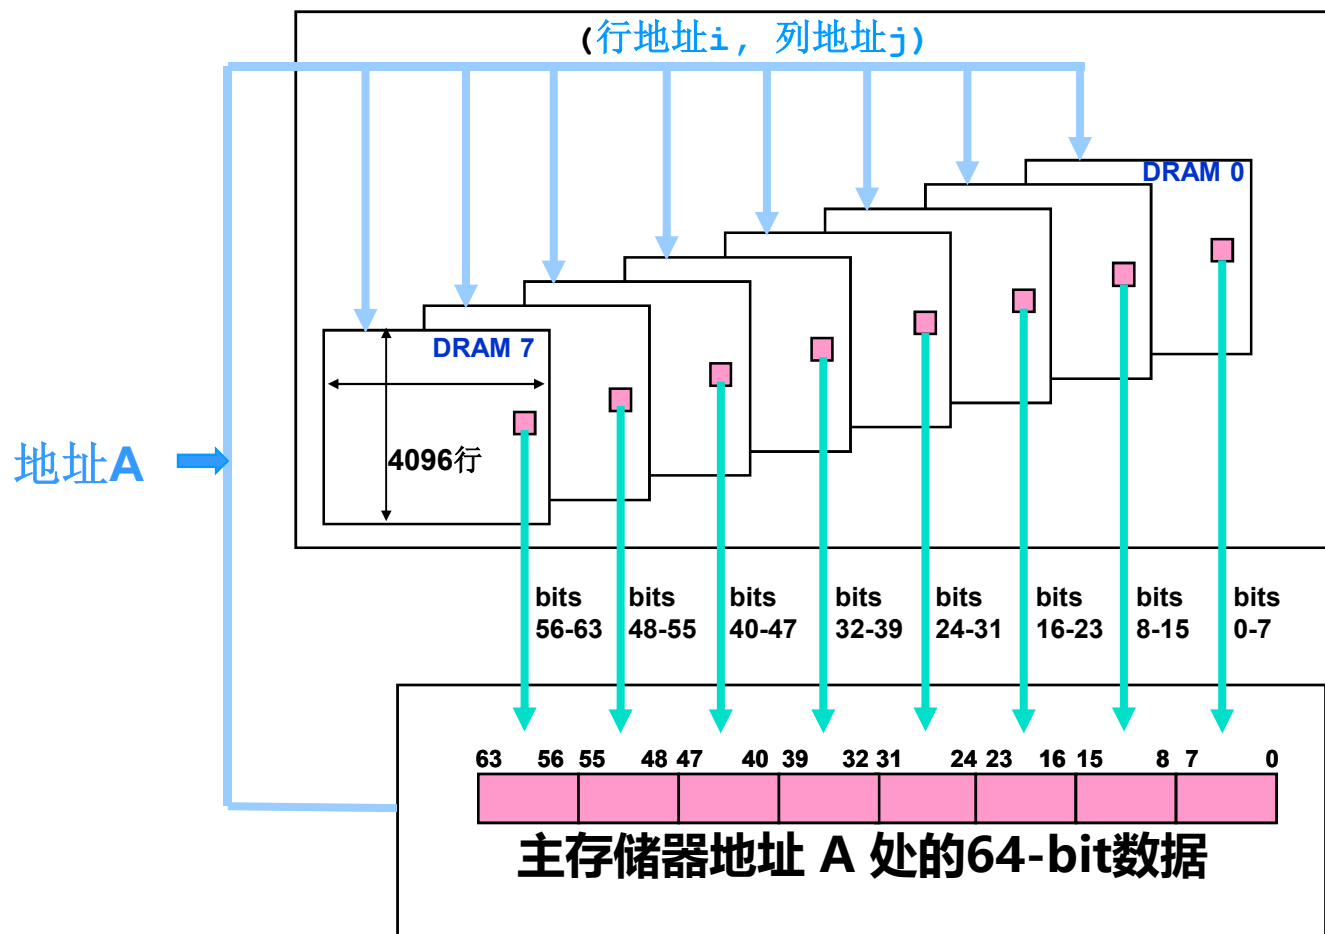 (行地址i, 列地址j)
DRAM 0
DRAM 7
4096行
地址A
bits 56-63
bits 48-55
bits 40-47
bits 32-39
bits 24-31
bits 16-23
bits 8-15
bits 0-7
63 56 55 48 47 40 39 32 31 24 23 16 15 8 7 0
主存储器地址 A 处的64-bit数据